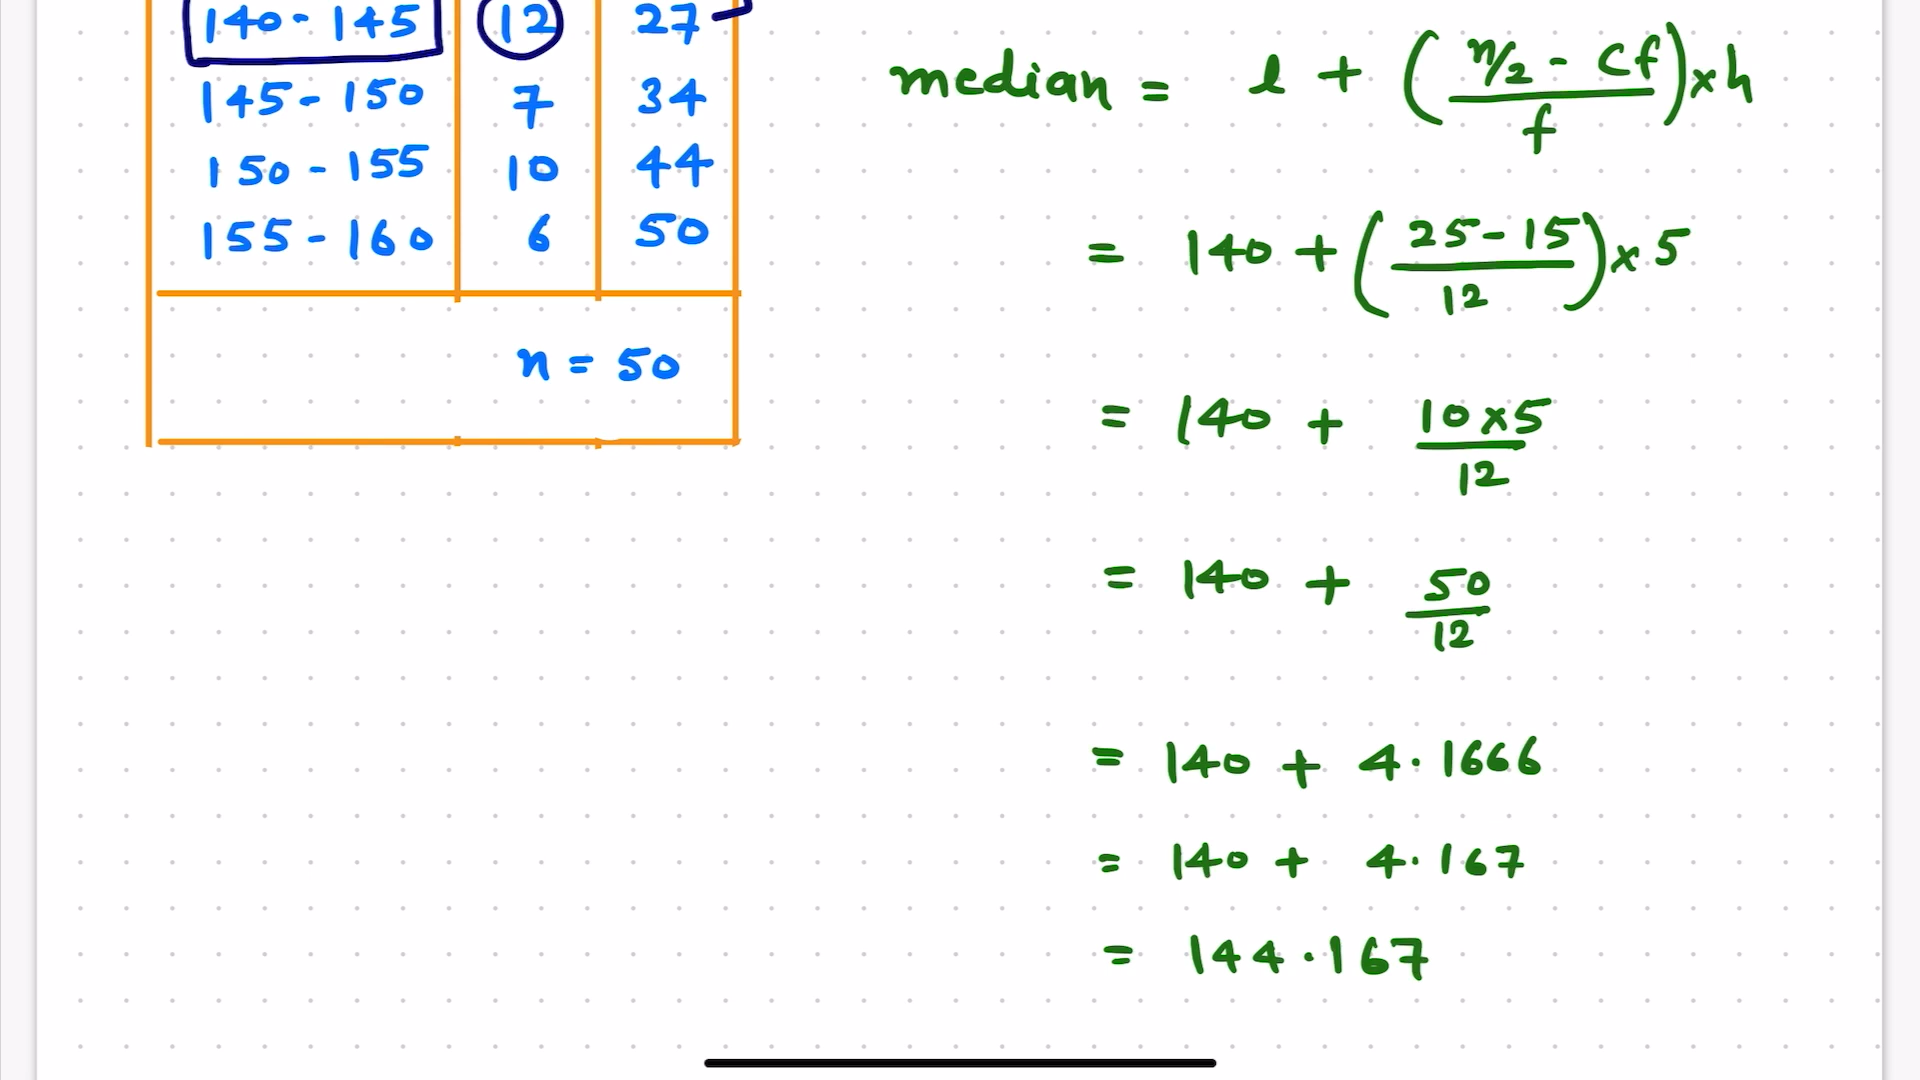 140 - 145 12 27
145 - 150 7 34
150 - 155 10 44
155 - 160 6 50
n = 50
median = l + (n/2 - cf / f) x h
= 140 + (25 - 15 / 12) x 5
= 140 + 10 x 5 / 12
= 140 + 50 / 12
= 140 + 4.1666
= 140 + 4.167
= 144.167